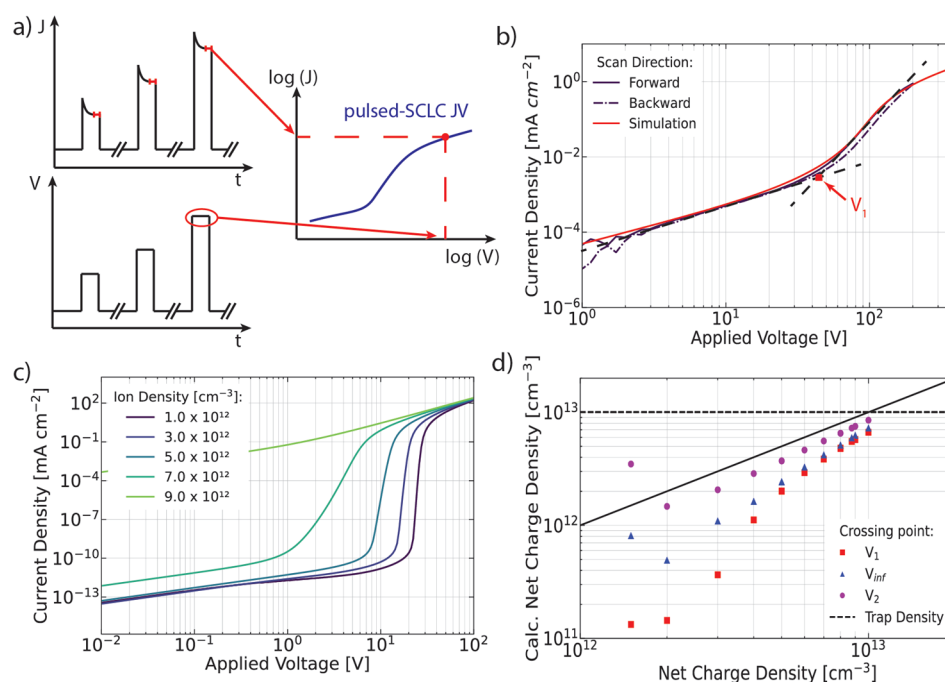 a)
J
t
V
t
log (J)
pulsed-SCLC JV
log (V)
b)
Current Density [mA cm⁻²]
10⁰
10⁻²
10⁻⁴
10⁻⁶
Scan Direction:
Forward
Backward
Simulation
V₁
10⁰ 10¹ 10²
Applied Voltage [V]
c)
Current Density [mA cm⁻²]
10²
10⁻¹
10⁻⁴
10⁻⁷
10⁻¹⁰
10⁻¹³
Ion Density [cm⁻³]:
1.0 x 10¹²
3.0 x 10¹²
5.0 x 10¹²
7.0 x 10¹²
9.0 x 10¹²
10⁻² 10⁻¹ 10⁰ 10¹ 10²
Applied Voltage [V]
d)
Calc. Net Charge Density [cm⁻³]
10¹³
10¹²
10¹¹
Crossing point:
V₁
V_inf
V₂
Trap Density
10¹² 10¹³
Net Charge Density [cm⁻³]